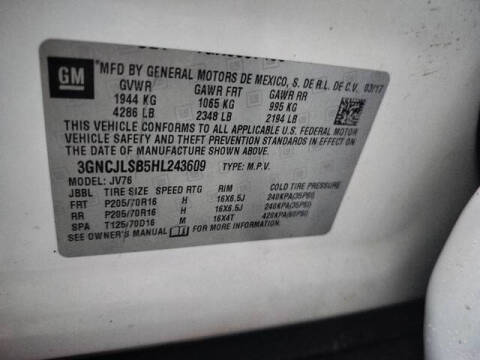 GM
MFD BY GENERAL MOTORS DE MEXICO, S. DE R.L. DE C.V. 03/17
GVWR GAWR FRT GAWR RR
1944 KG 1065 KG 995 KG
4286 LB 2348 LB 2194 LB
THIS VEHICLE CONFORMS TO ALL APPLICABLE U.S. FEDERAL MOTOR
VEHICLE SAFETY STANDARDS IN EFFECT ON THE DATE OF
MANUFACTURE SHOWN ABOVE.
3GNCJLSB5HL243609 TYPE: M.P.V.
MODEL: JV76
JBBL TIRE SIZE SPEED RTG RIM COLD TIRE PRESSURE
FRT P205/70R16 H 16X6.5J 240KPA(35PSI)
RR P205/70R16 H 16X6.5J 240KPA(35PSI)
SPA T125/70D16 M 16X4T 420KPA(60PSI)
SEE OWNER'S MANUAL FOR MORE INFORMATION.